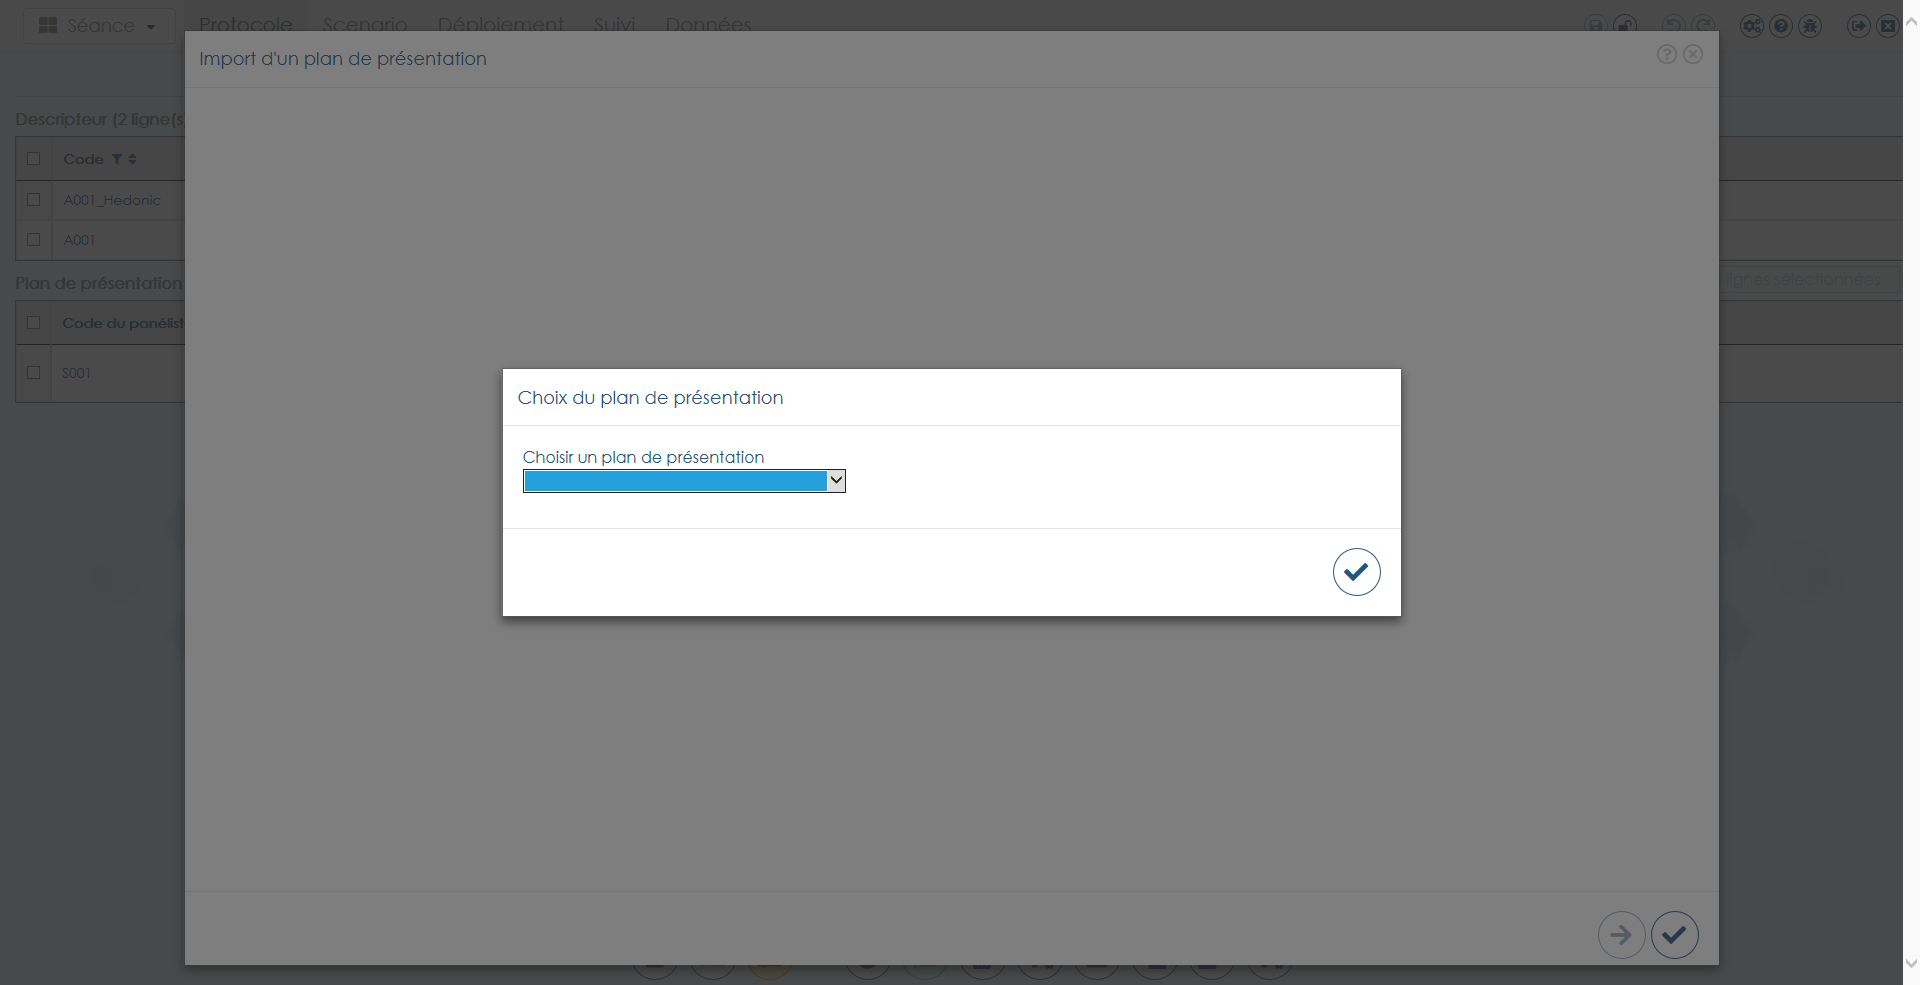 Séance
Protocole
Scenario
Déploiement
Suivi
Données
Import d'un plan de présentation
Descripteur (2 ligne(s)
Code
A001_Hedonic
A001
Plan de présentation
lignes sélectionnées
Code du panélist
S001
Choix du plan de présentation
Choisir un plan de présentation